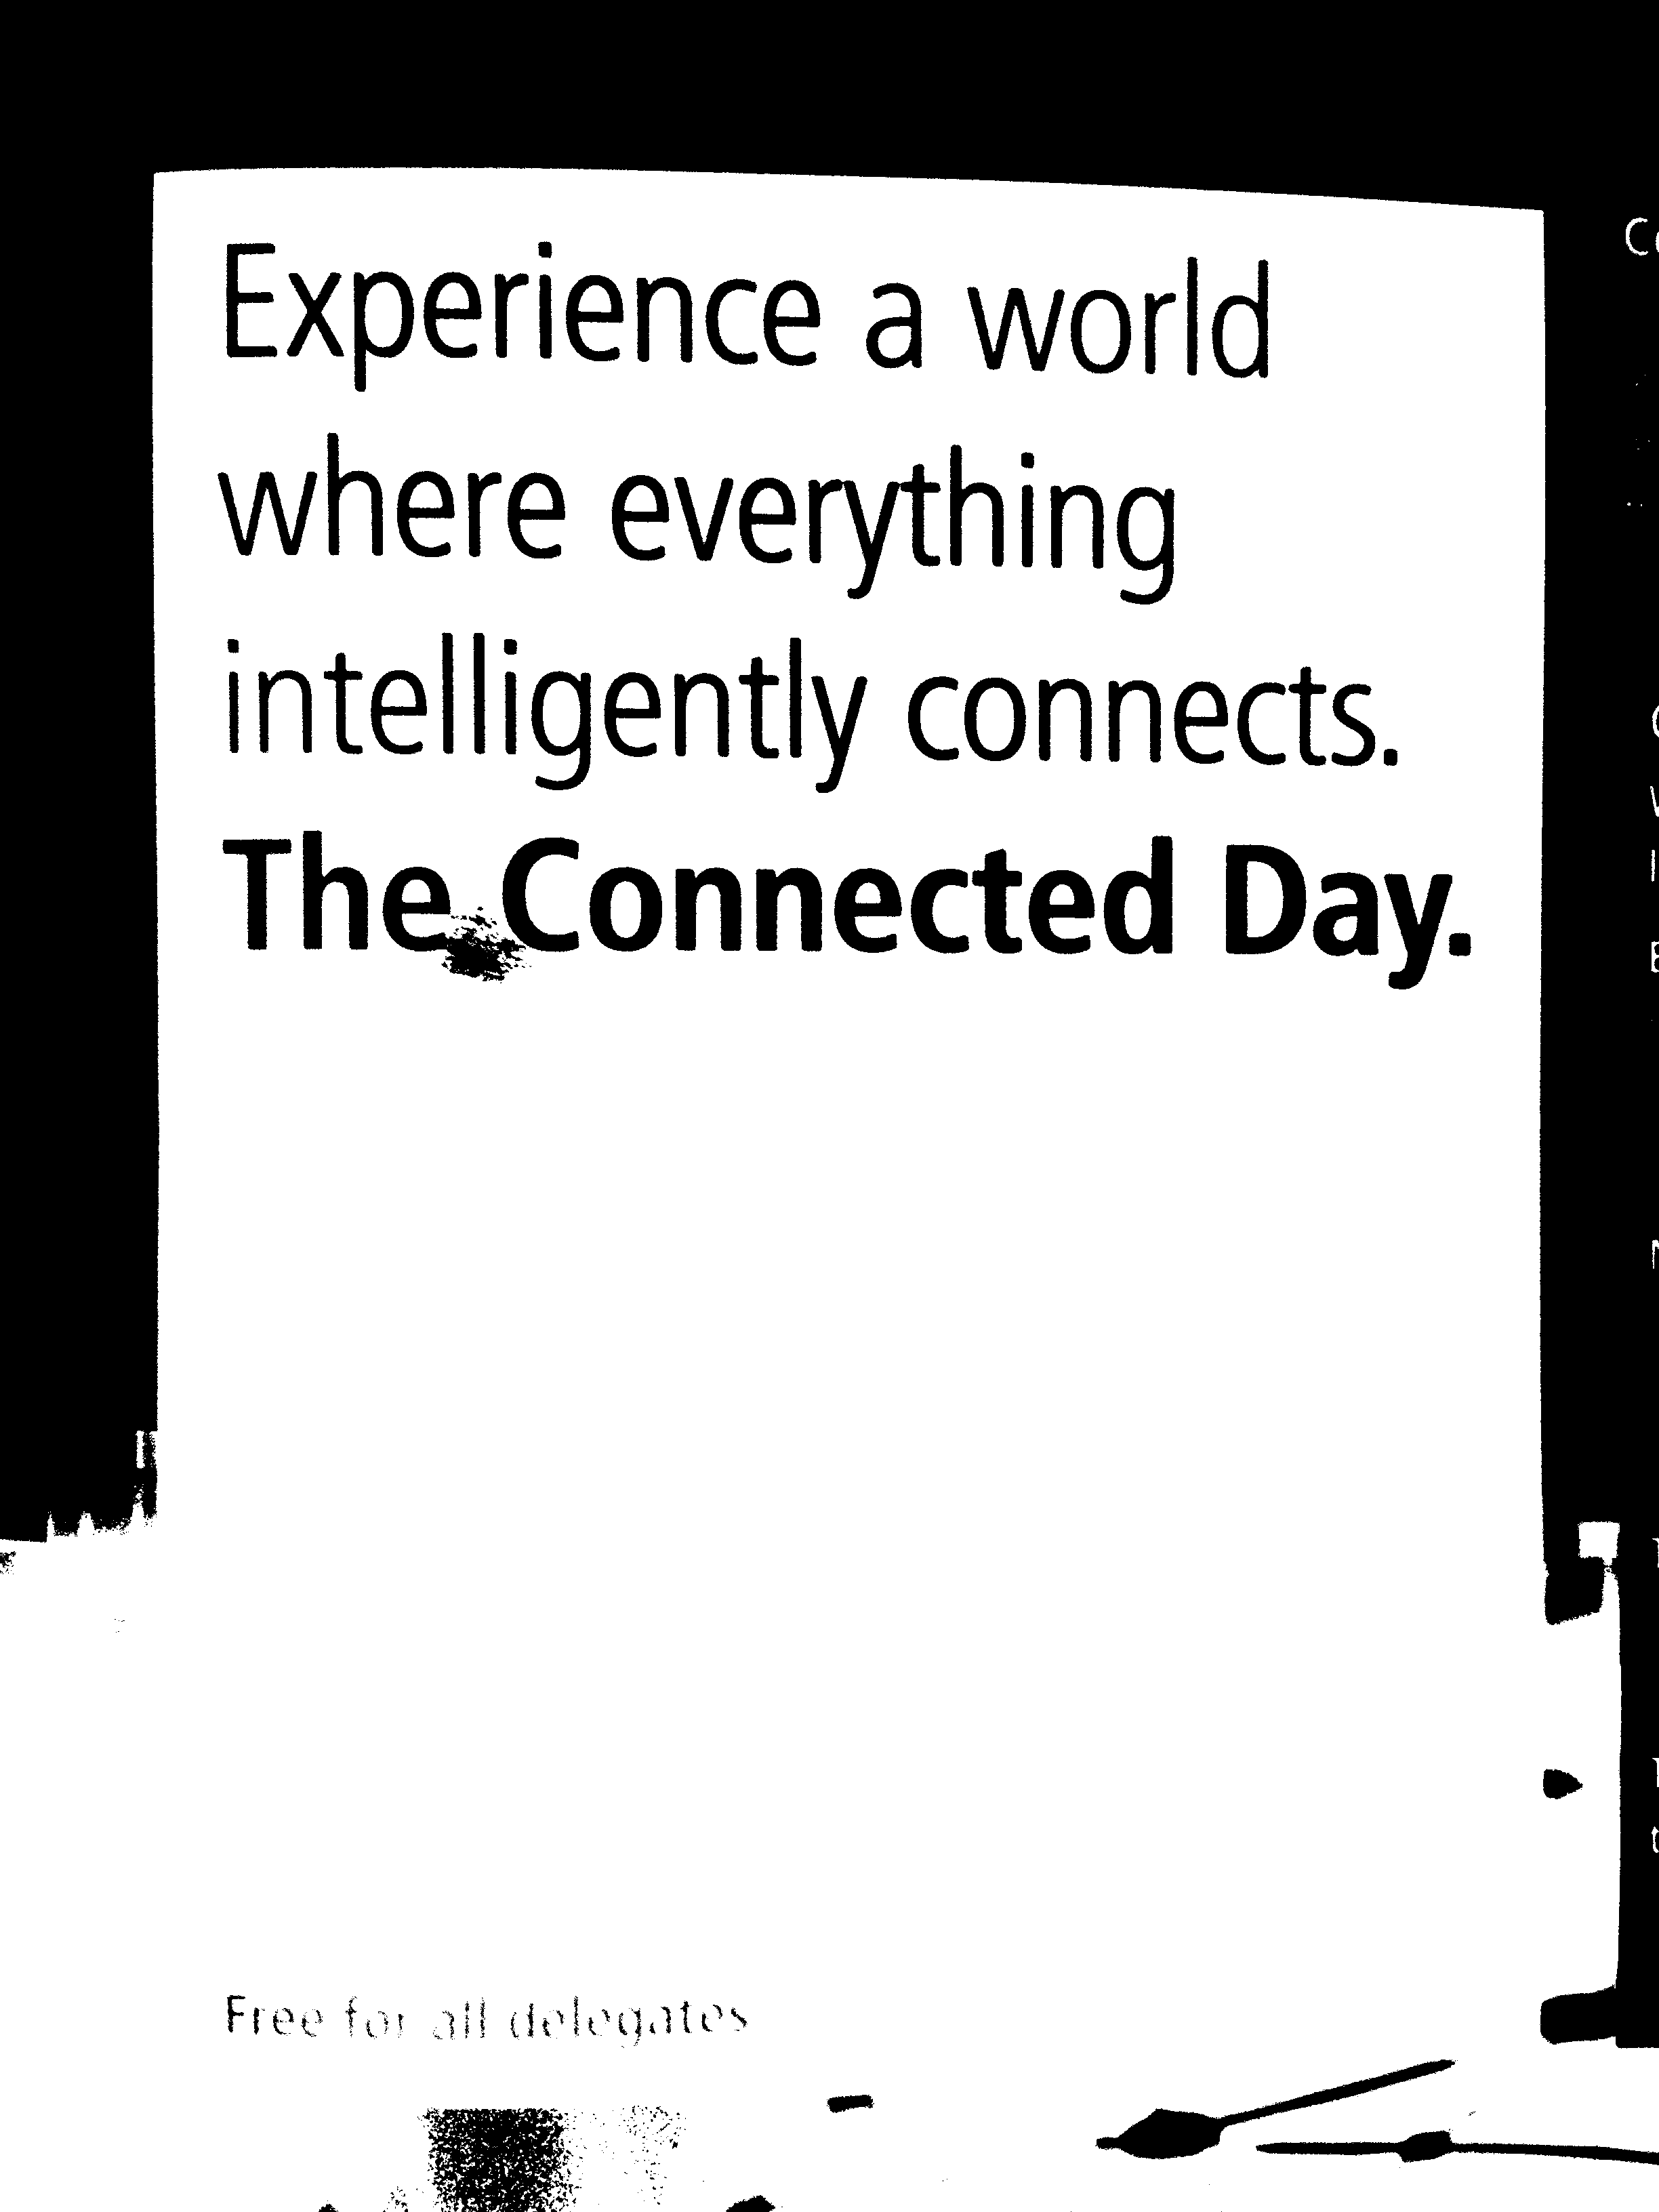 Experience a world
where everything
intelligently connects.
The Connected Day.
Free for all delegates